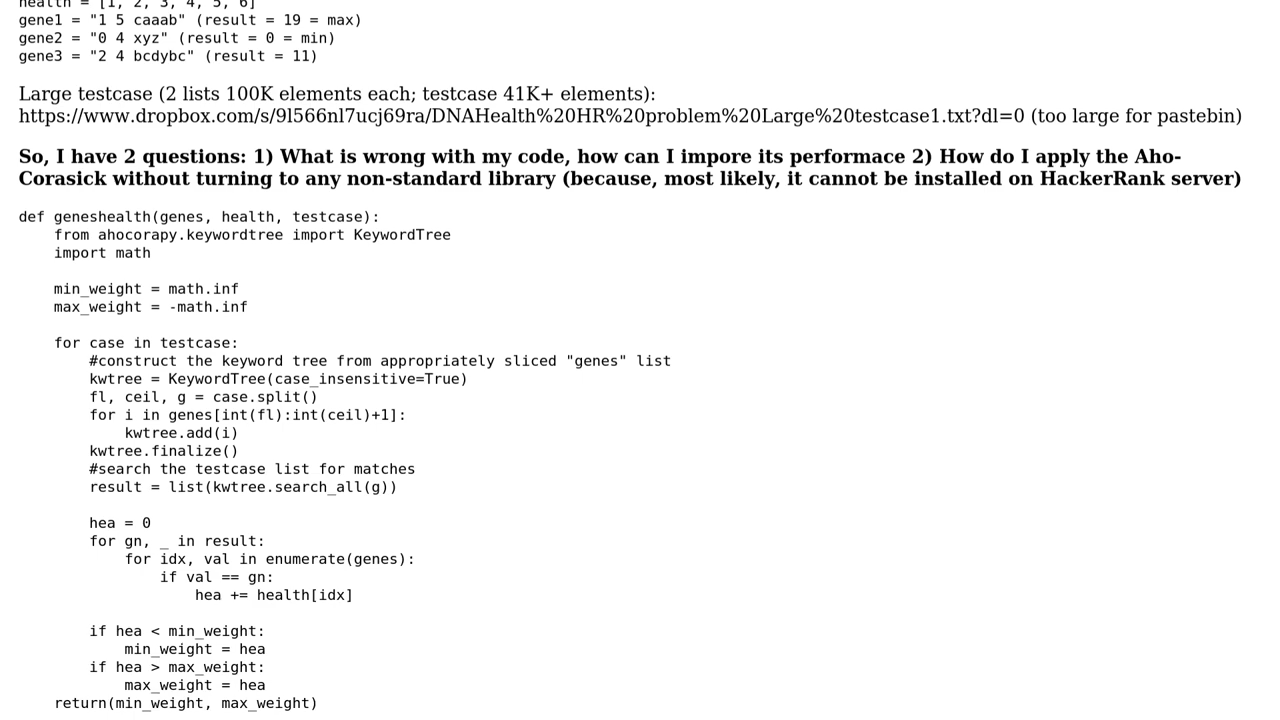 health = [1, 2, 3, 4, 5, 6]
gene1 = "1 5 caaab" (result = 19 = max)
gene2 = "0 4 xyz" (result = 0 = min)
gene3 = "2 4 bcdybc" (result = 11)
Large testcase (2 lists 100K elements each; testcase 41K+ elements):
https://www.dropbox.com/s/9l566nl7ucj69ra/DNAHealth%20HR%20problem%20Large%20testcase1.txt?dl=0 (too large for pastebin)
So, I have 2 questions: 1) What is wrong with my code, how can I impore its performace 2) How do I apply the Aho-
Corasick without turning to any non-standard library (because, most likely, it cannot be installed on HackerRank server)
def geneshealth(genes, health, testcase):
    from ahocorapy.keywordtree import KeywordTree
    import math
    min_weight = math.inf
    max_weight = -math.inf
    for case in testcase:
        #construct the keyword tree from appropriately sliced "genes" list
        kwtree = KeywordTree(case_insensitive=True)
        fl, ceil, g = case.split()
        for i in genes[int(fl):int(ceil)+1]:
            kwtree.add(i)
        kwtree.finalize()
        #search the testcase list for matches
        result = list(kwtree.search_all(g))
        hea = 0
        for gn, _ in result:
            for idx, val in enumerate(genes):
                if val == gn:
                    hea += health[idx]
        if hea < min_weight:
            min_weight = hea
        if hea > max_weight:
            max_weight = hea
    return(min_weight, max_weight)